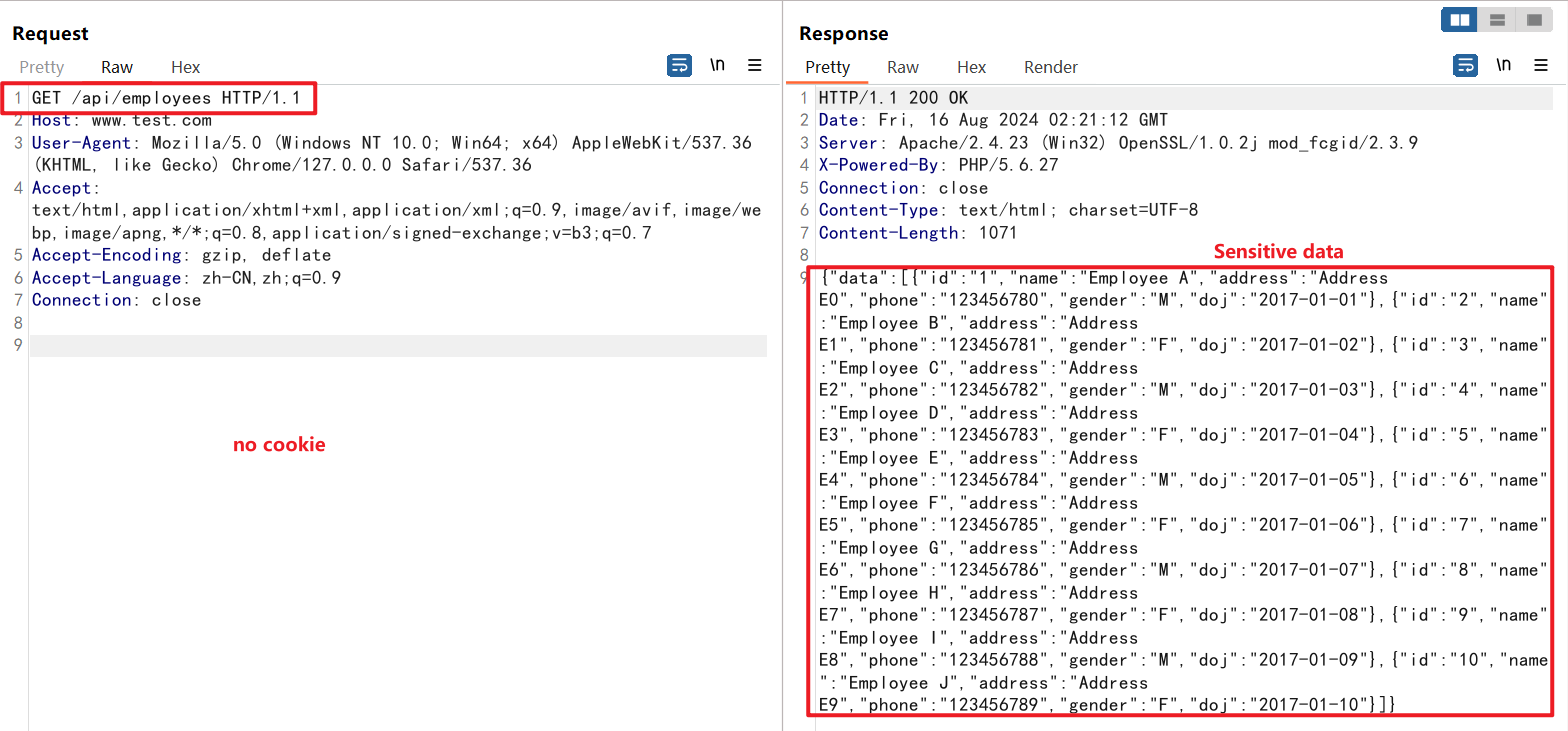 Request
Pretty Raw Hex
\n
1 GET /api/employees HTTP/1.1
2 Host: www.test.com
3 User-Agent: Mozilla/5.0 (Windows NT 10.0; Win64; x64) AppleWebKit/537.36
(KHTML, like Gecko) Chrome/127.0.0.0 Safari/537.36
4 Accept:
text/html,application/xhtml+xml,application/xml;q=0.9,image/avif,image/we
bp,image/apng,*/*;q=0.8,application/signed-exchange;v=b3;q=0.7
5 Accept-Encoding: gzip, deflate
6 Accept-Language: zh-CN,zh;q=0.9
7 Connection: close
8
9
no cookie
Response
Pretty Raw Hex Render
\n
1 HTTP/1.1 200 OK
2 Date: Fri, 16 Aug 2024 02:21:12 GMT
3 Server: Apache/2.4.23 (Win32) OpenSSL/1.0.2j mod_fcgid/2.3.9
4 X-Powered-By: PHP/5.6.27
5 Connection: close
6 Content-Type: text/html; charset=UTF-8
7 Content-Length: 1071
8
Sensitive data
9 {"data":[{"id":"1","name":"Employee A","address":"Address
E0","phone":"123456780","gender":"M","doj":"2017-01-01"},{"id":"2","name"
:"Employee B","address":"Address
E1","phone":"123456781","gender":"F","doj":"2017-01-02"},{"id":"3","name"
:"Employee C","address":"Address
E2","phone":"123456782","gender":"M","doj":"2017-01-03"},{"id":"4","name"
:"Employee D","address":"Address
E3","phone":"123456783","gender":"F","doj":"2017-01-04"},{"id":"5","name"
:"Employee E","address":"Address
E4","phone":"123456784","gender":"M","doj":"2017-01-05"},{"id":"6","name"
:"Employee F","address":"Address
E5","phone":"123456785","gender":"F","doj":"2017-01-06"},{"id":"7","name"
:"Employee G","address":"Address
E6","phone":"123456786","gender":"M","doj":"2017-01-07"},{"id":"8","name"
:"Employee H","address":"Address
E7","phone":"123456787","gender":"F","doj":"2017-01-08"},{"id":"9","name"
:"Employee I","address":"Address
E8","phone":"123456788","gender":"M","doj":"2017-01-09"},{"id":"10","name
":"Employee J","address":"Address
E9","phone":"123456789","gender":"F","doj":"2017-01-10"}]}